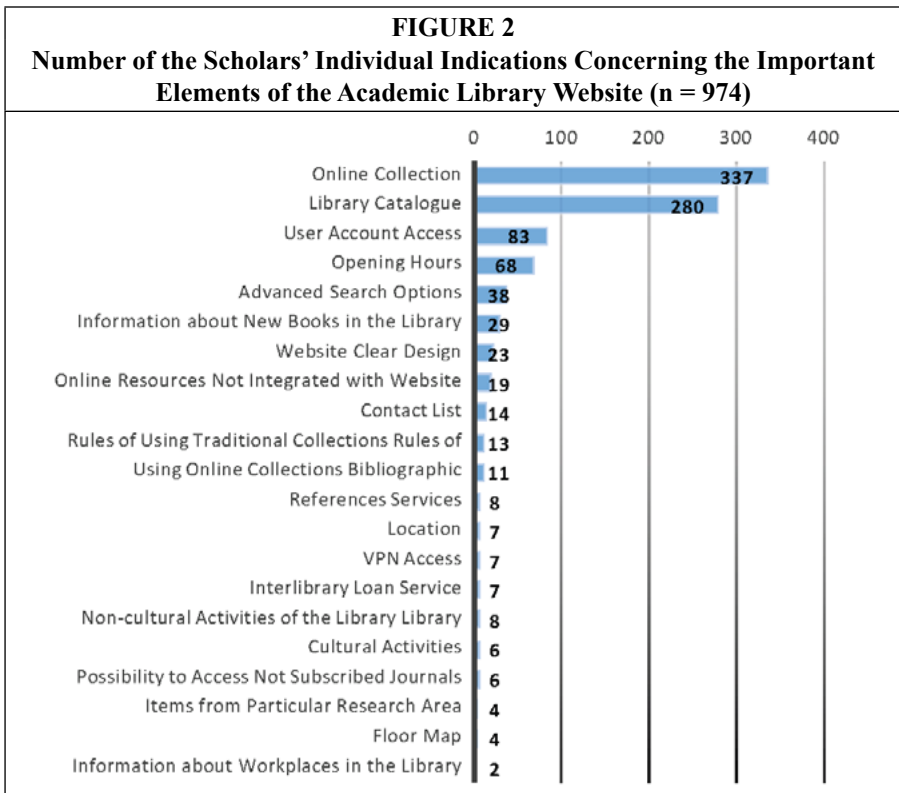 FIGURE 2
Number of the Scholars’ Individual Indications Concerning the Important
Elements of the Academic Library Website (n = 974)
0 100 200 300 400
Online Collection 337
Library Catalogue 280
User Account Access 83
Opening Hours 68
Advanced Search Options 38
Information about New Books in the Library 29
Website Clear Design 23
Online Resources Not Integrated with Website 19
Contact List 14
Rules of Using Traditional Collections Rules of 13
Using Online Collections Bibliographic 11
References Services 8
Location 7
VPN Access 7
Interlibrary Loan Service 7
Non-cultural Activities of the Library Library 8
Cultural Activities 6
Possibility to Access Not Subscribed Journals 6
Items from Particular Research Area 4
Floor Map 4
Information about Workplaces in the Library 2